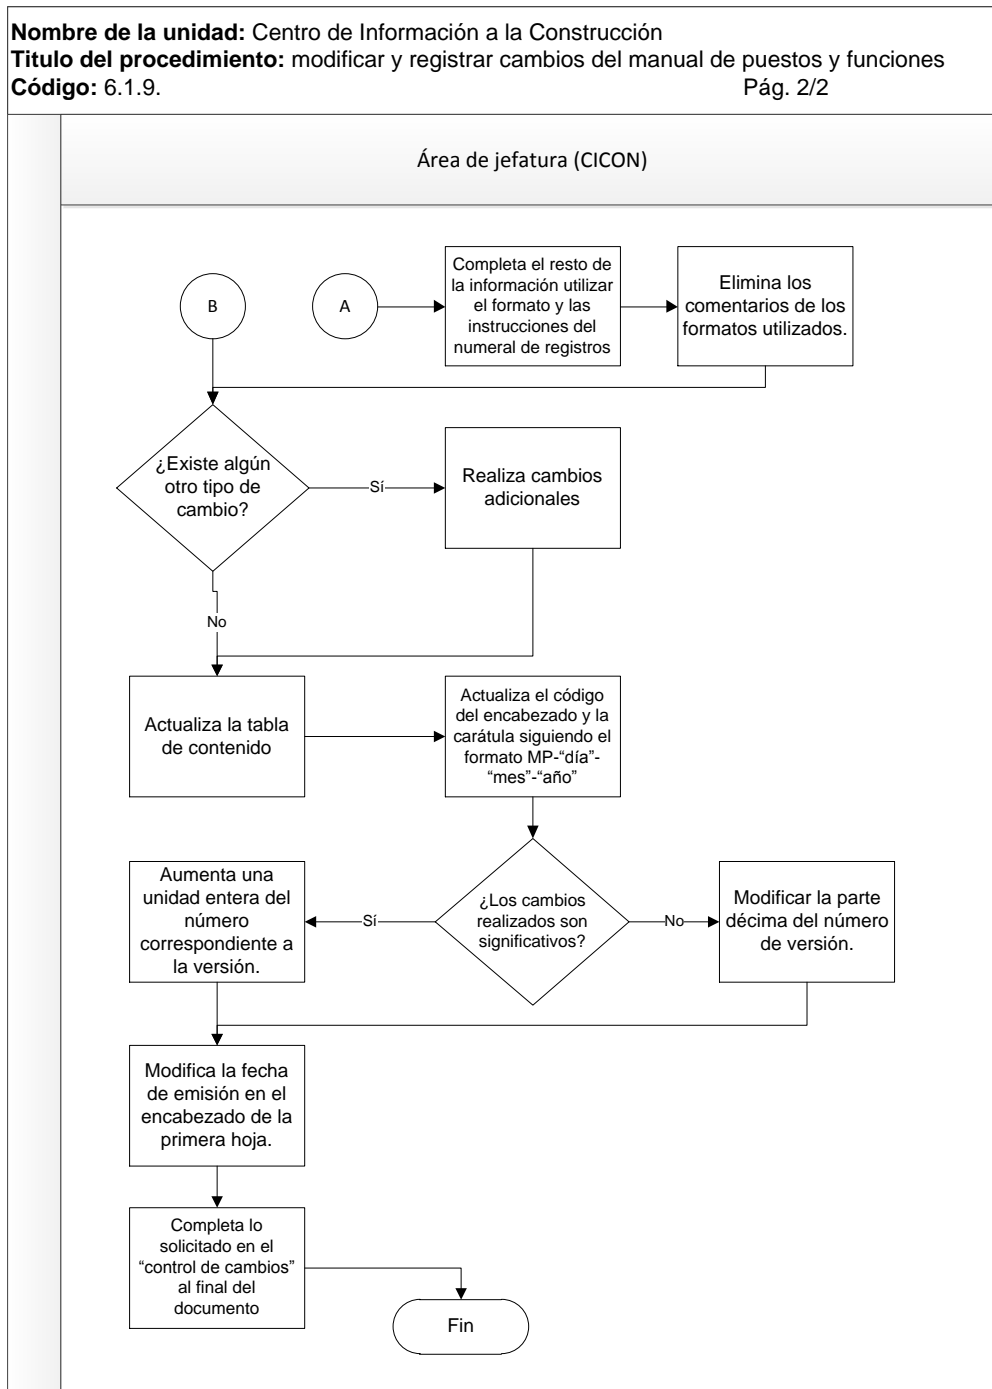 Nombre de la unidad: Centro de Información a la Construcción
Titulo del procedimiento: modificar y registrar cambios del manual de puestos y funciones
Código: 6.1.9. Pág. 2/2
Área de jefatura (CICON)
B
A
Completa el resto de
la información utilizar
el formato y las
instrucciones del
numeral de registros
Elimina los
comentarios de los
formatos utilizados.
¿Existe algún
otro tipo de
cambio?
Sí
Realiza cambios
adicionales
No
Actualiza la tabla
de contenido
Actualiza el código
del encabezado y la
carátula siguiendo el
formato MP-“día”-
“mes”-“año”
¿Los cambios
realizados son
significativos?
Sí
Aumenta una
unidad entera del
número
correspondiente a
la versión.
No
Modificar la parte
décima del número
de versión.
Modifica la fecha
de emisión en el
encabezado de la
primera hoja.
Completa lo
solicitado en el
“control de cambios”
al final del
documento
Fin